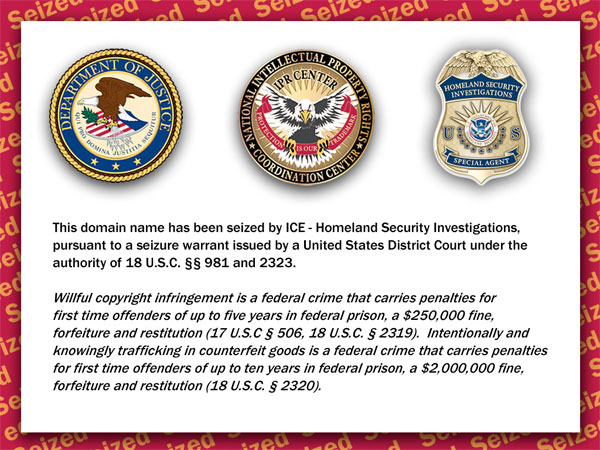 Seized Seized Seized Seized
DEPARTMENT OF JUSTICE
QUI PRO DOMINA JUSTITIA SEQUITUR
NATIONAL INTELLECTUAL PROPERTY RIGHTS
IPR CENTER
PROTECTION IS OUR TRADEMARK
COORDINATION CENTER
HOMELAND SECURITY
INVESTIGATIONS
U S
SPECIAL AGENT
This domain name has been seized by ICE - Homeland Security Investigations,
pursuant to a seizure warrant issued by a United States District Court under the
authority of 18 U.S.C. §§ 981 and 2323.
Willful copyright infringement is a federal crime that carries penalties for
first time offenders of up to five years in federal prison, a $250,000 fine,
forfeiture and restitution (17 U.S.C § 506, 18 U.S.C. § 2319). Intentionally and
knowingly trafficking in counterfeit goods is a federal crime that carries penalties
for first time offenders of up to ten years in federal prison, a $2,000,000 fine,
forfeiture and restitution (18 U.S.C. § 2320).
Seized Seized Seized Seized